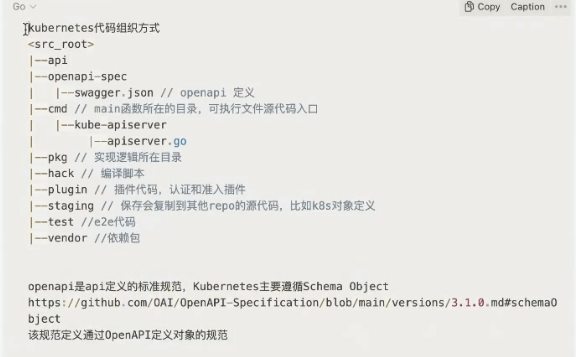 Go
Copy Caption
kubernetes代码组织方式
<src_root>
|--api
|--openapi-spec
|   |--swagger.json // openapi 定义
|--cmd // main函数所在的目录，可执行文件源代码入口
|   |--kube-apiserver
|        |--apiserver.go
|--pkg // 实现逻辑所在目录
|--hack // 编译脚本
|--plugin // 插件代码，认证和准入插件
|--staging // 保存会复制到其他repo的源代码，比如k8s对象定义
|--test //e2e代码
|--vendor //依赖包
openapi是api定义的标准规范，Kubernetes主要遵循Schema Object
https://github.com/OAI/OpenAPI-Specification/blob/main/versions/3.1.0.md#schemaO
bject
该规范定义通过OpenAPI定义对象的规范